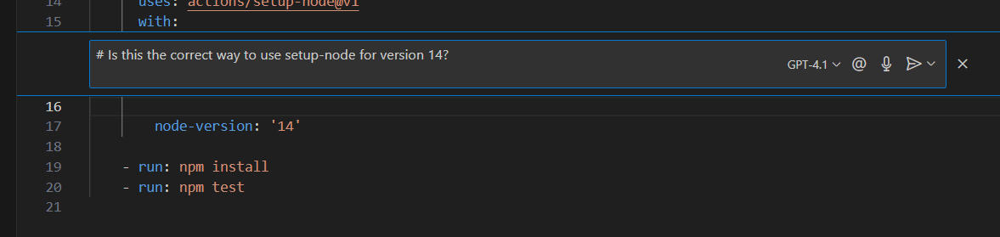 14 uses: actions/setup-node@v1
15 with:
# Is this the correct way to use setup-node for version 14?
GPT-4.1 @
16
17 node-version: '14'
18
19 - run: npm install
20 - run: npm test
21